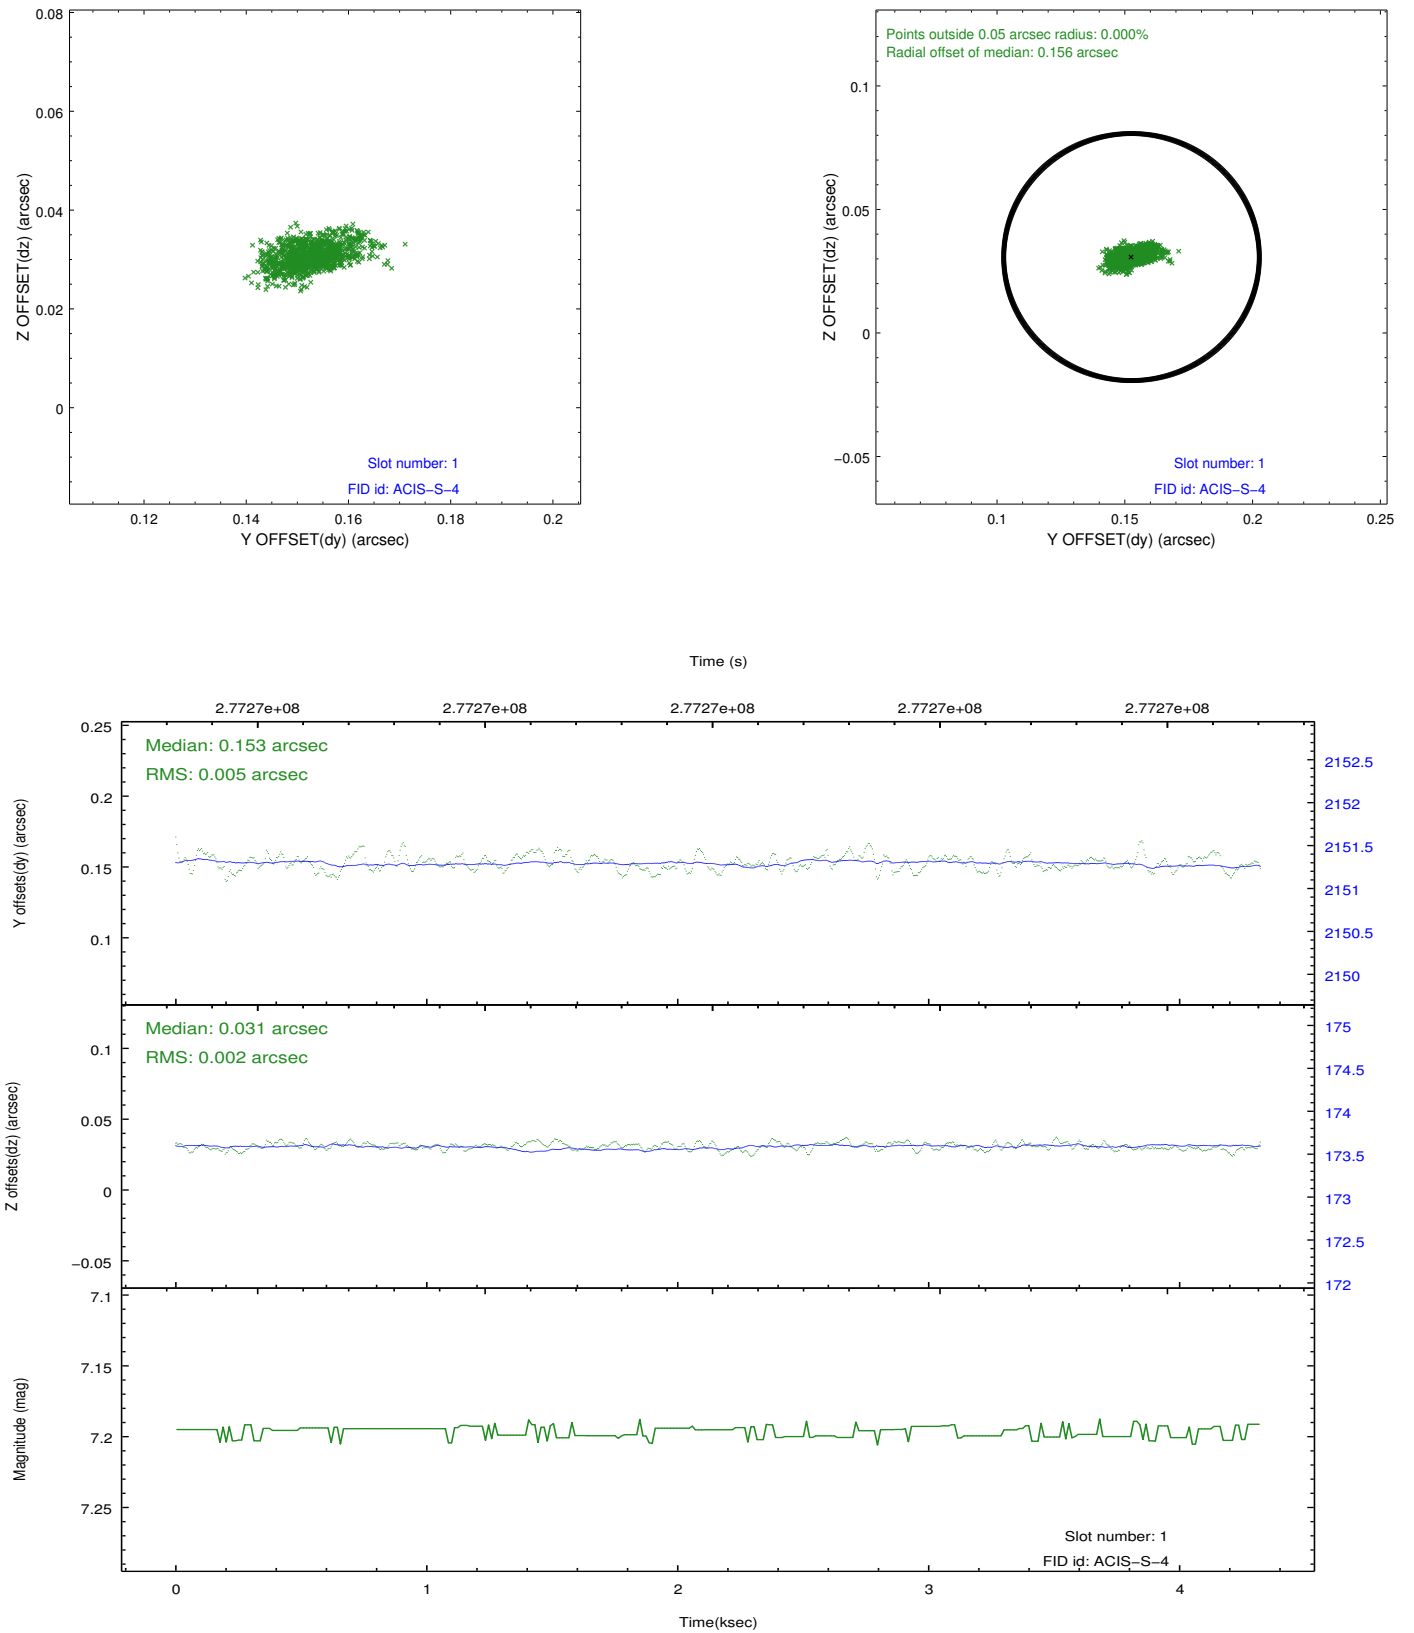 0.08
0.06
0.04
0.02
0
Z OFFSET(dz) (arcsec)
Slot number: 1
FID id: ACIS−S−4
0.12 0.14 0.16 0.18 0.2
Y OFFSET(dy) (arcsec)
Points outside 0.05 arcsec radius: 0.000%
Radial offset of median: 0.156 arcsec
0.1
0.05
0
−0.05
Z OFFSET(dz) (arcsec)
Slot number: 1
FID id: ACIS−S−4
0.1 0.15 0.2 0.25
Y OFFSET(dy) (arcsec)
Time (s)
2.7727e+08 2.7727e+08 2.7727e+08 2.7727e+08 2.7727e+08
Median: 0.153 arcsec
RMS: 0.005 arcsec
0.25
0.2
0.15
0.1
Y offsets(dy) (arcsec)
2152.5
2152
2151.5
2151
2150.5
2150
Median: 0.031 arcsec
RMS: 0.002 arcsec
0.1
0.05
0
−0.05
Z offsets(dz) (arcsec)
175
174.5
174
173.5
173
172.5
172
7.1
7.15
7.2
7.25
Magnitude (mag)
Slot number: 1
FID id: ACIS−S−4
0 1 2 3 4
Time(ksec)